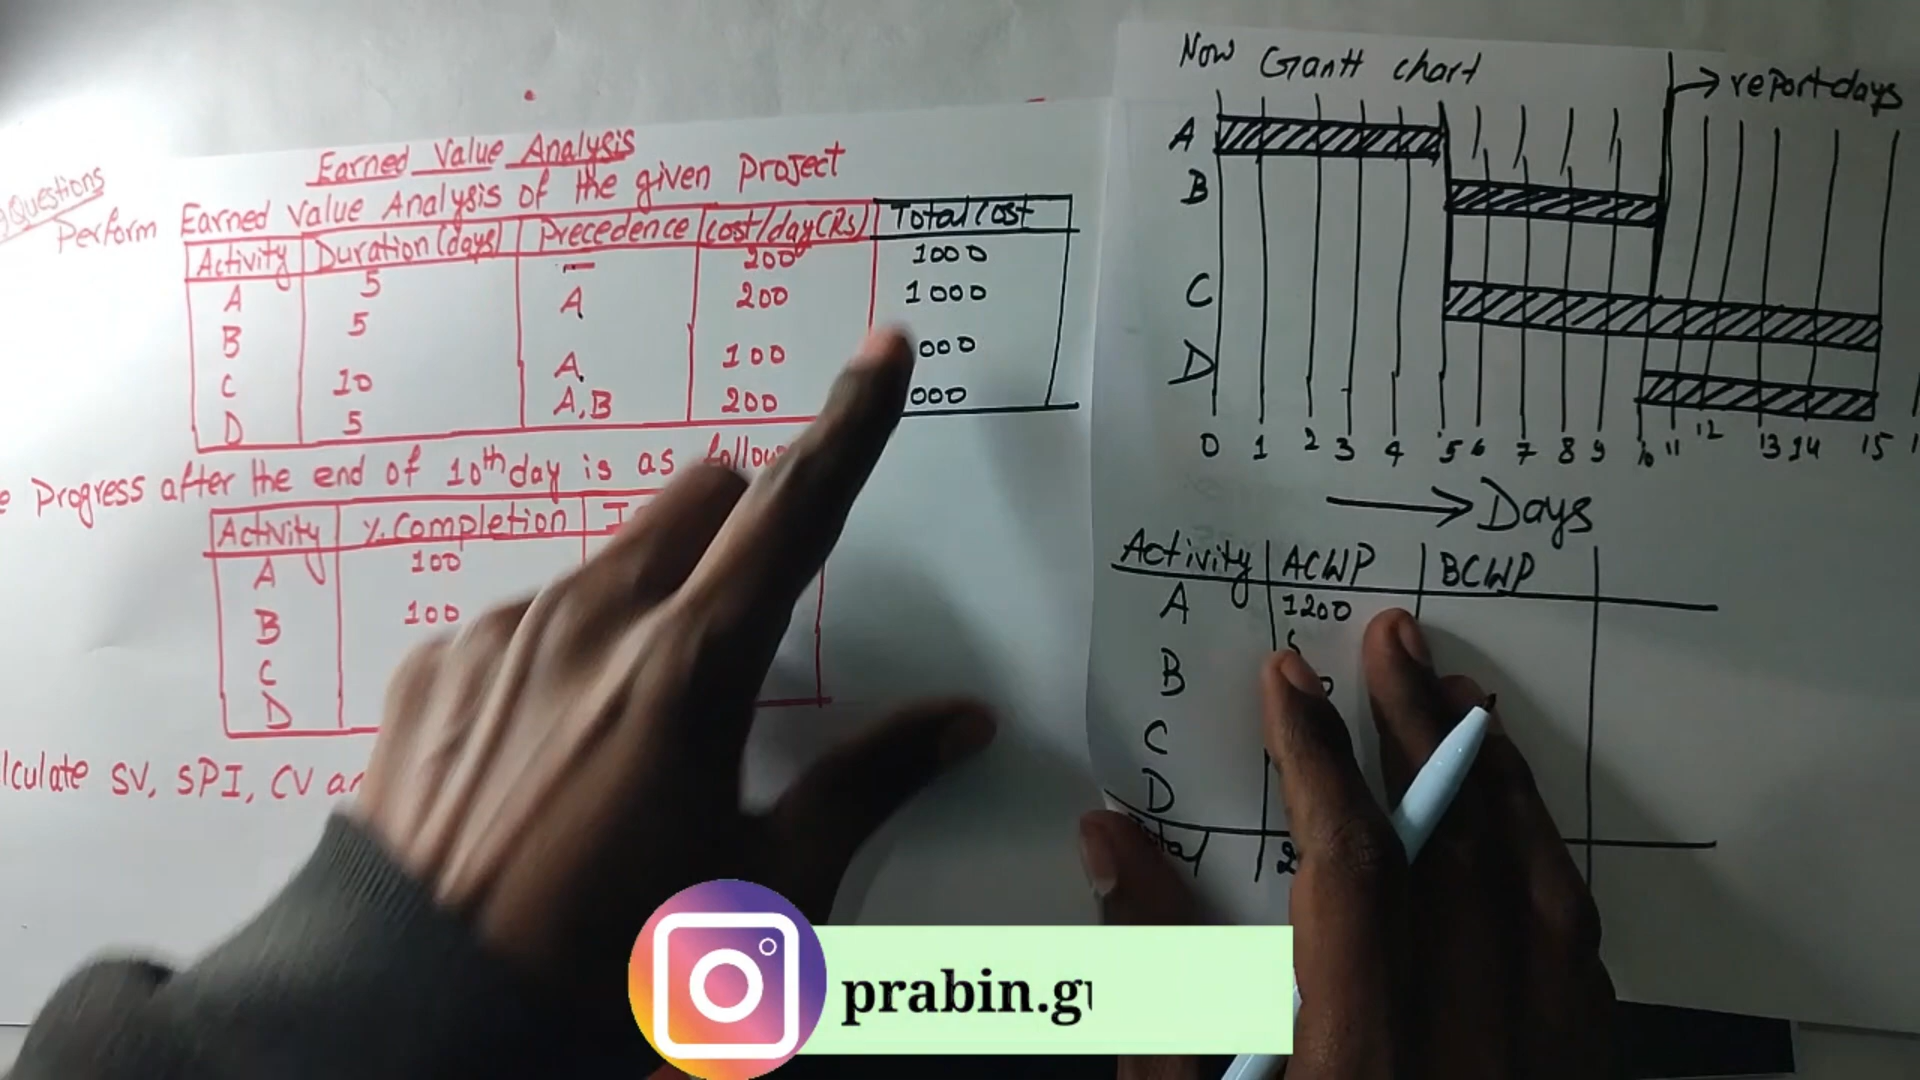 Questions
Earned Value Analysis
Perform Earned Value Analysis of the given project
Activity Duration (days) Precedence cost/day(Rs) Total Cost
A 5 — 200 1000
B 5 A 200 1000
C 10 A 100 000
D 5 A,B 200 000
Progress after the end of 10th day is as
Activity %.Completion
A 100
B 100
C
D
lculate SV, SPI, CV
Now Gantt chart
→ report days
A
B
C
D
0 1 2 3 4 5 6 7 8 9 10 11 12 13 14 15
Days
Activity ACWP BCWP
A 1200
B
C
D
prabin.gu